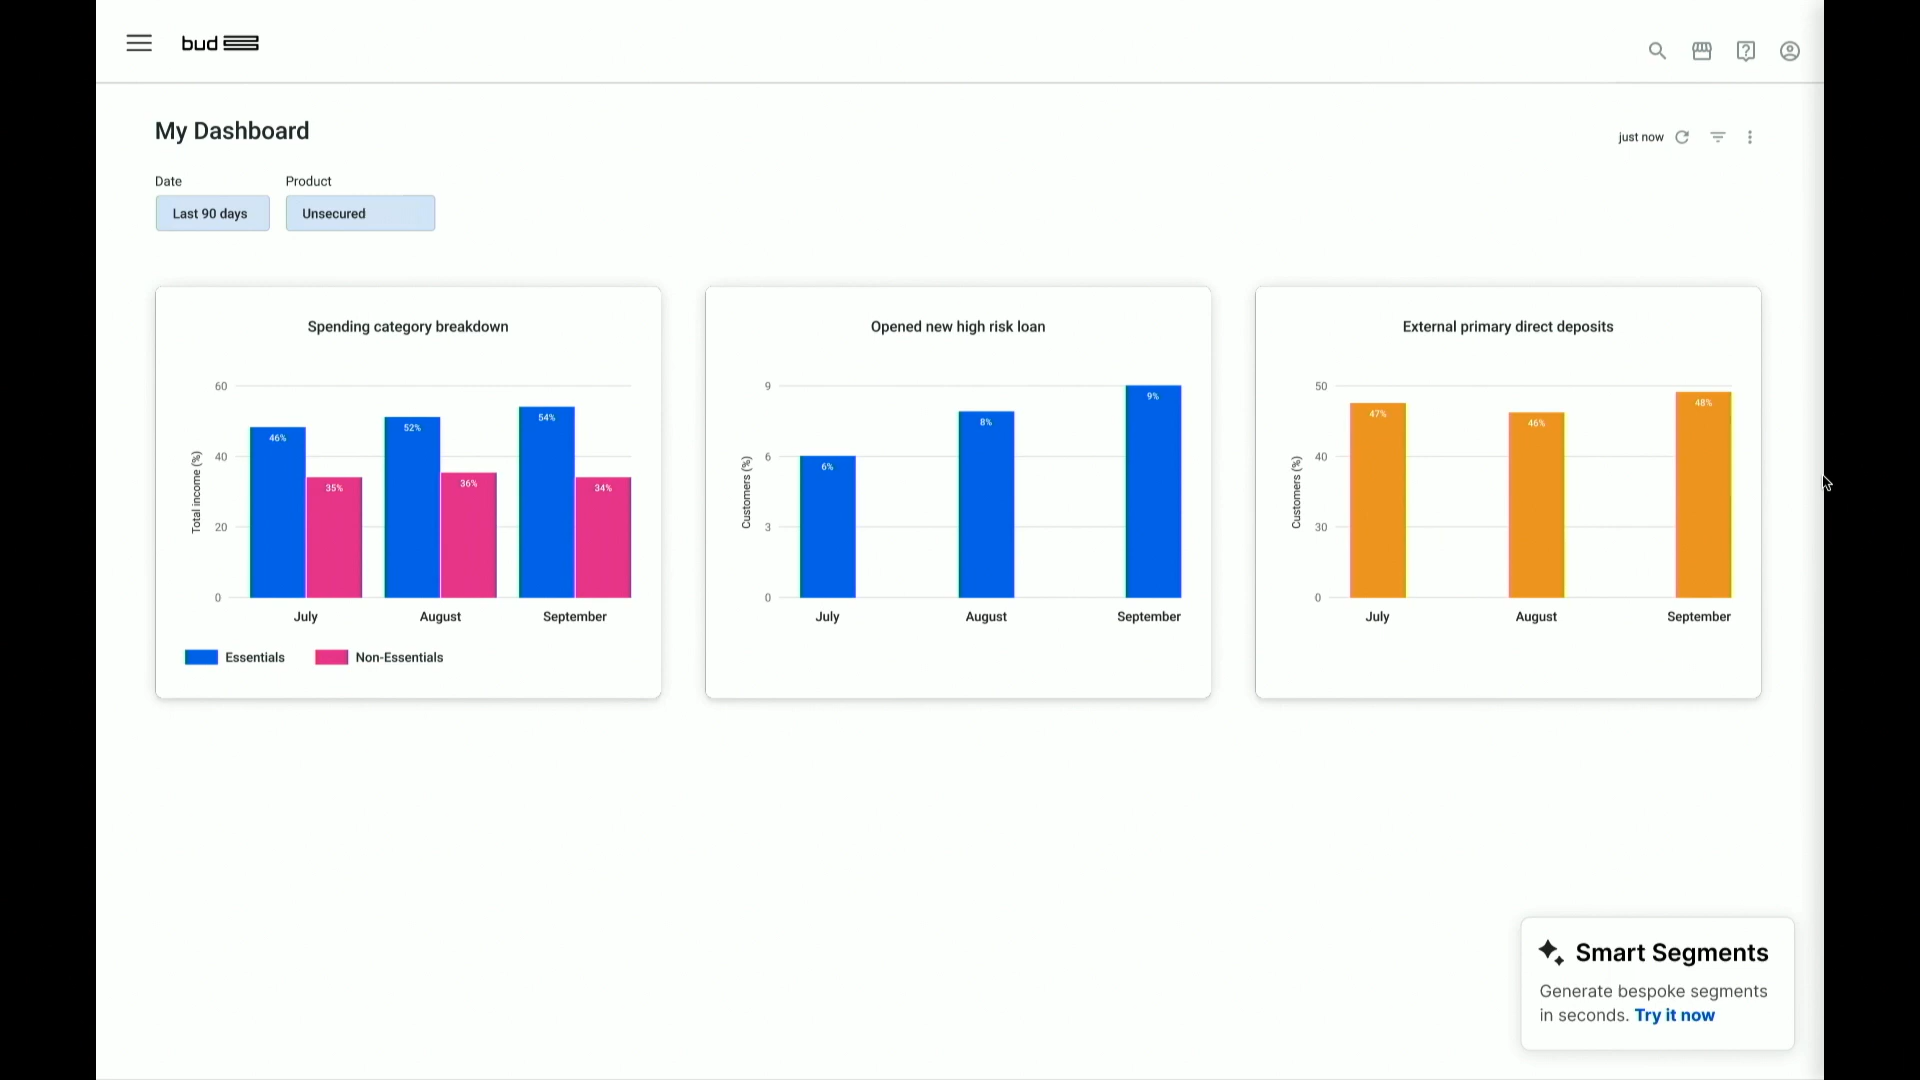 bud
My Dashboard
just now
Date
Product
Last 90 days
Unsecured
Spending category breakdown
60
40
20
0
Total income (%)
46%
35%
52%
36%
54%
34%
July
August
September
Essentials
Non-Essentials
Opened new high risk loan
9
6
3
0
Customers (%)
6%
8%
9%
July
August
September
External primary direct deposits
50
40
30
0
Customers (%)
47%
46%
48%
July
August
September
Smart Segments
Generate bespoke segments
in seconds. Try it now